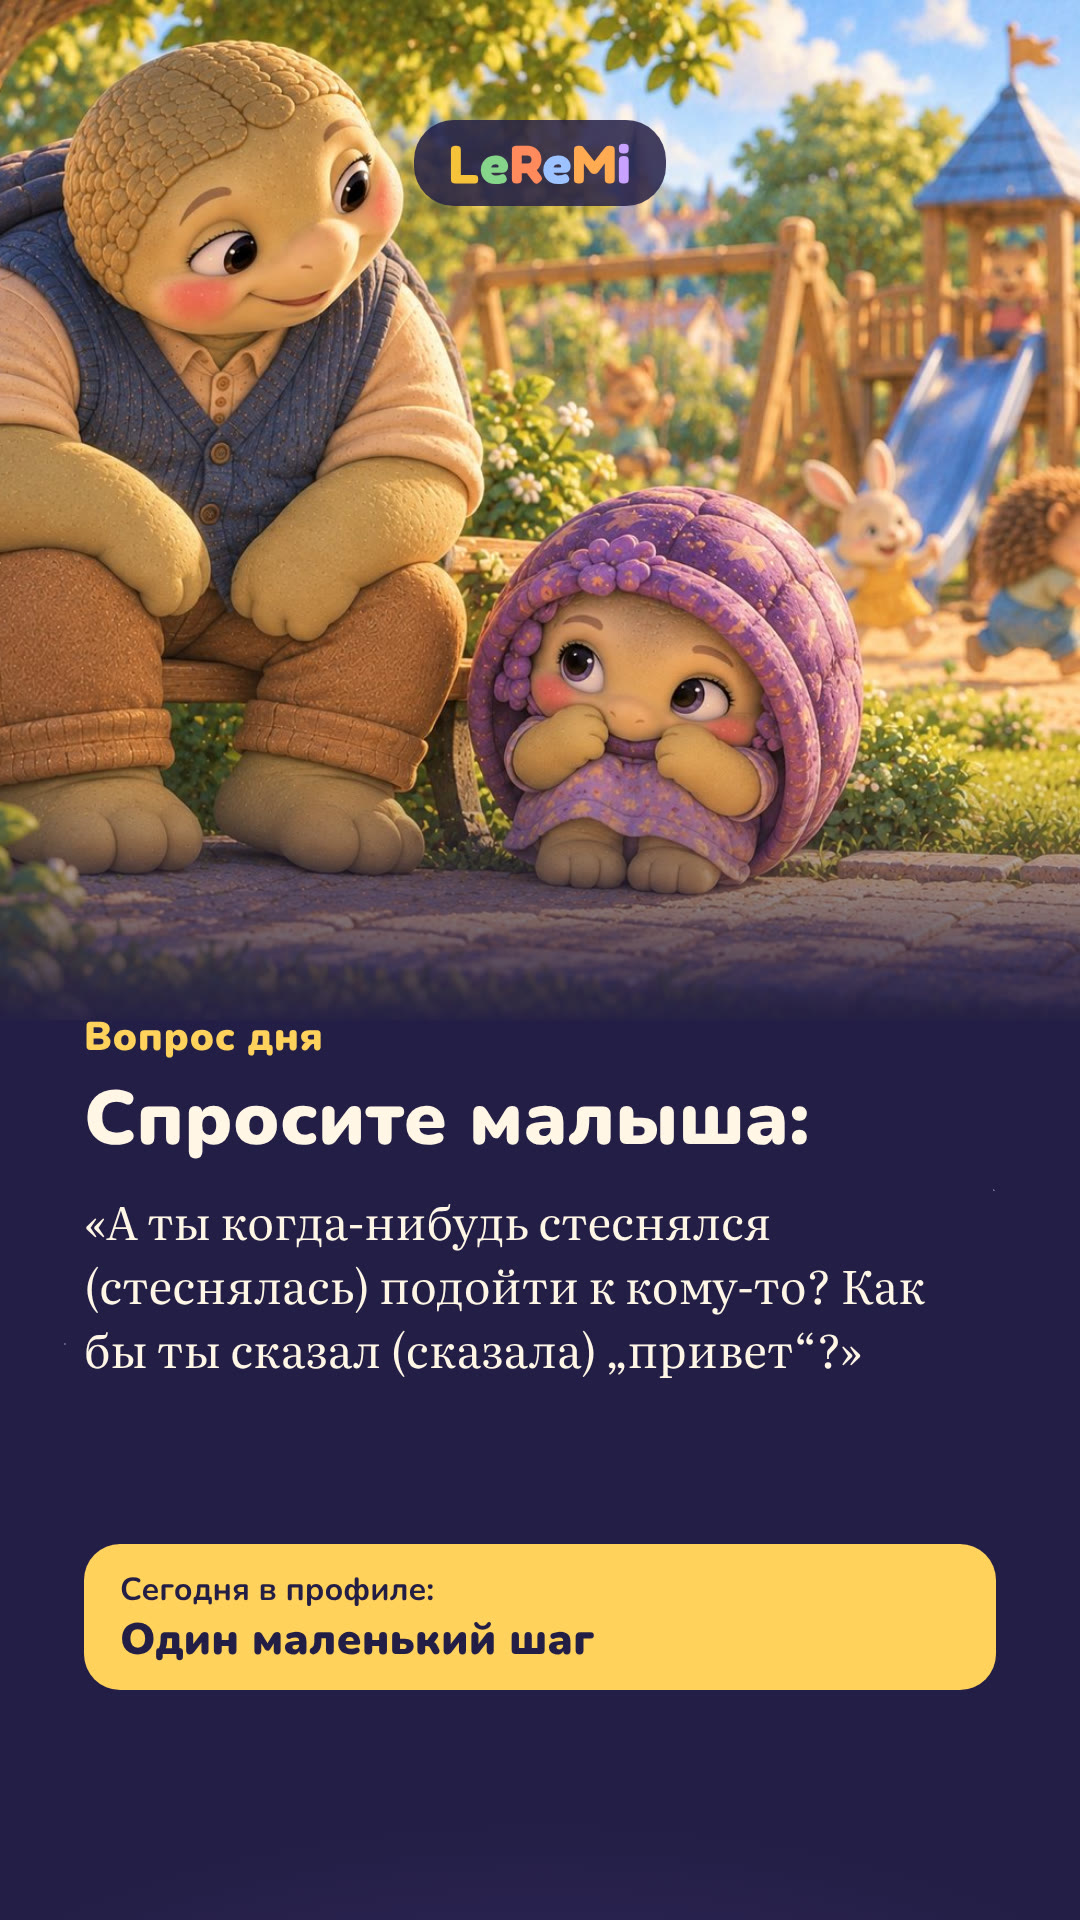 LeReMi
Вопрос дня
Спросите малыша:
«А ты когда-нибудь стеснялся
(стеснялась) подойти к кому-то? Как
бы ты сказал (сказала) „привет“?»
Сегодня в профиле:
Один маленький шаг